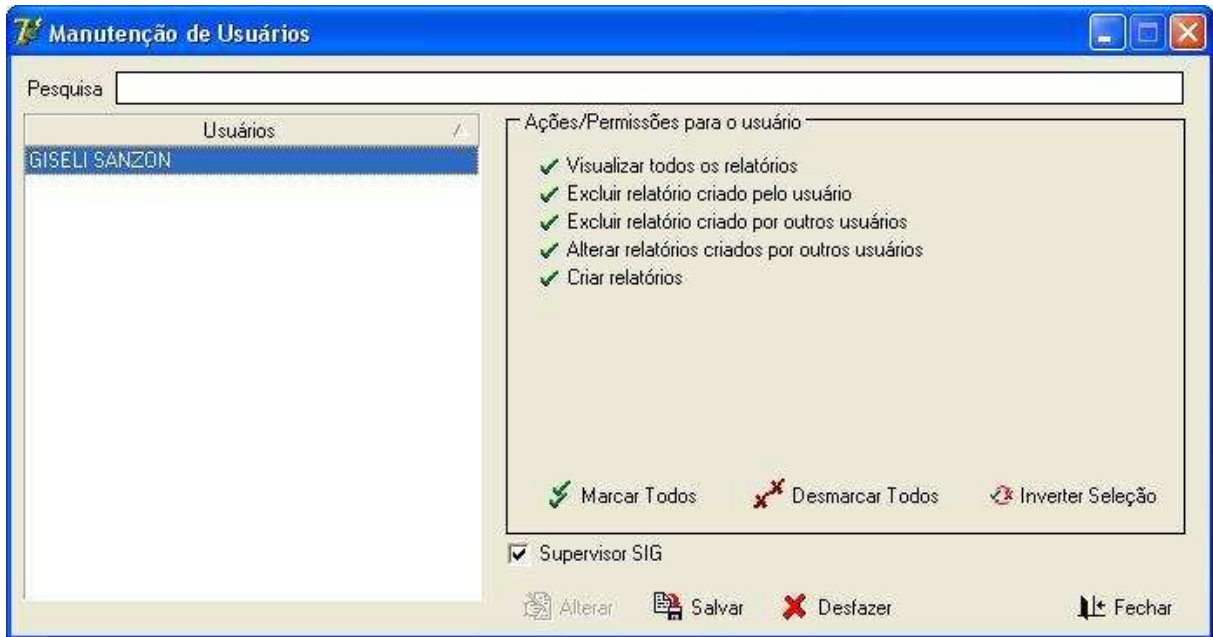 Manutenção de Usuários
Pesquisa
Usuários
GISELI SANZON
Ações/Permissões para o usuário
Visualizar todos os relatórios
Excluir relatório criado pelo usuário
Excluir relatório criado por outros usuários
Alterar relatórios criados por outros usuários
Criar relatórios
Marcar Todos Desmarcar Todos Inverter Seleção
Supervisor SIG
Alterar Salvar Desfazer Fechar